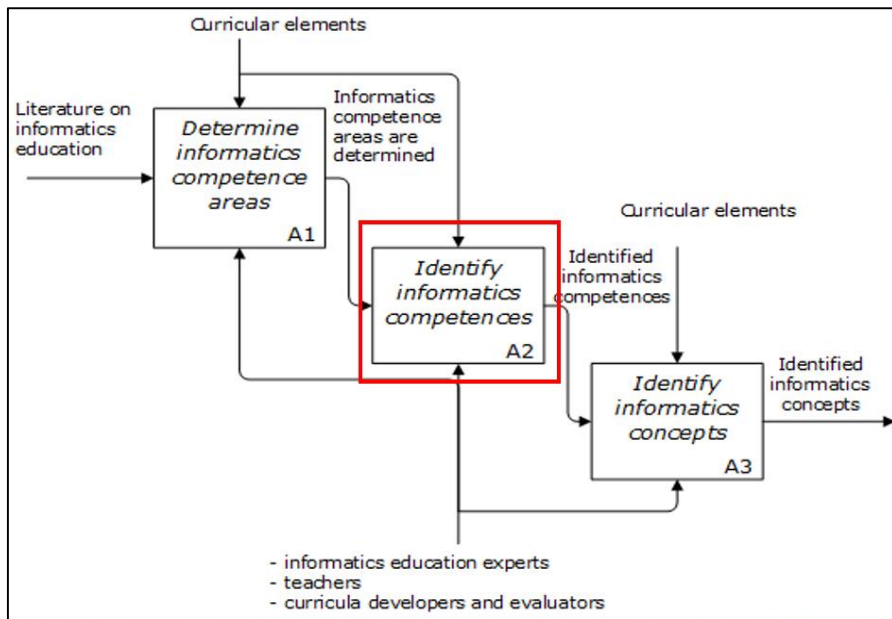 Curricular elements
Literature on
informatics
education
Determine
informatics
competence
areas
A1
Informatics
competence
areas are
determined
Identify
informatics
competences
A2
Identified
informatics
competences
Curricular elements
Identify
informatics
concepts
A3
Identified
informatics
concepts
- informatics education experts
- teachers
- curricula developers and evaluators